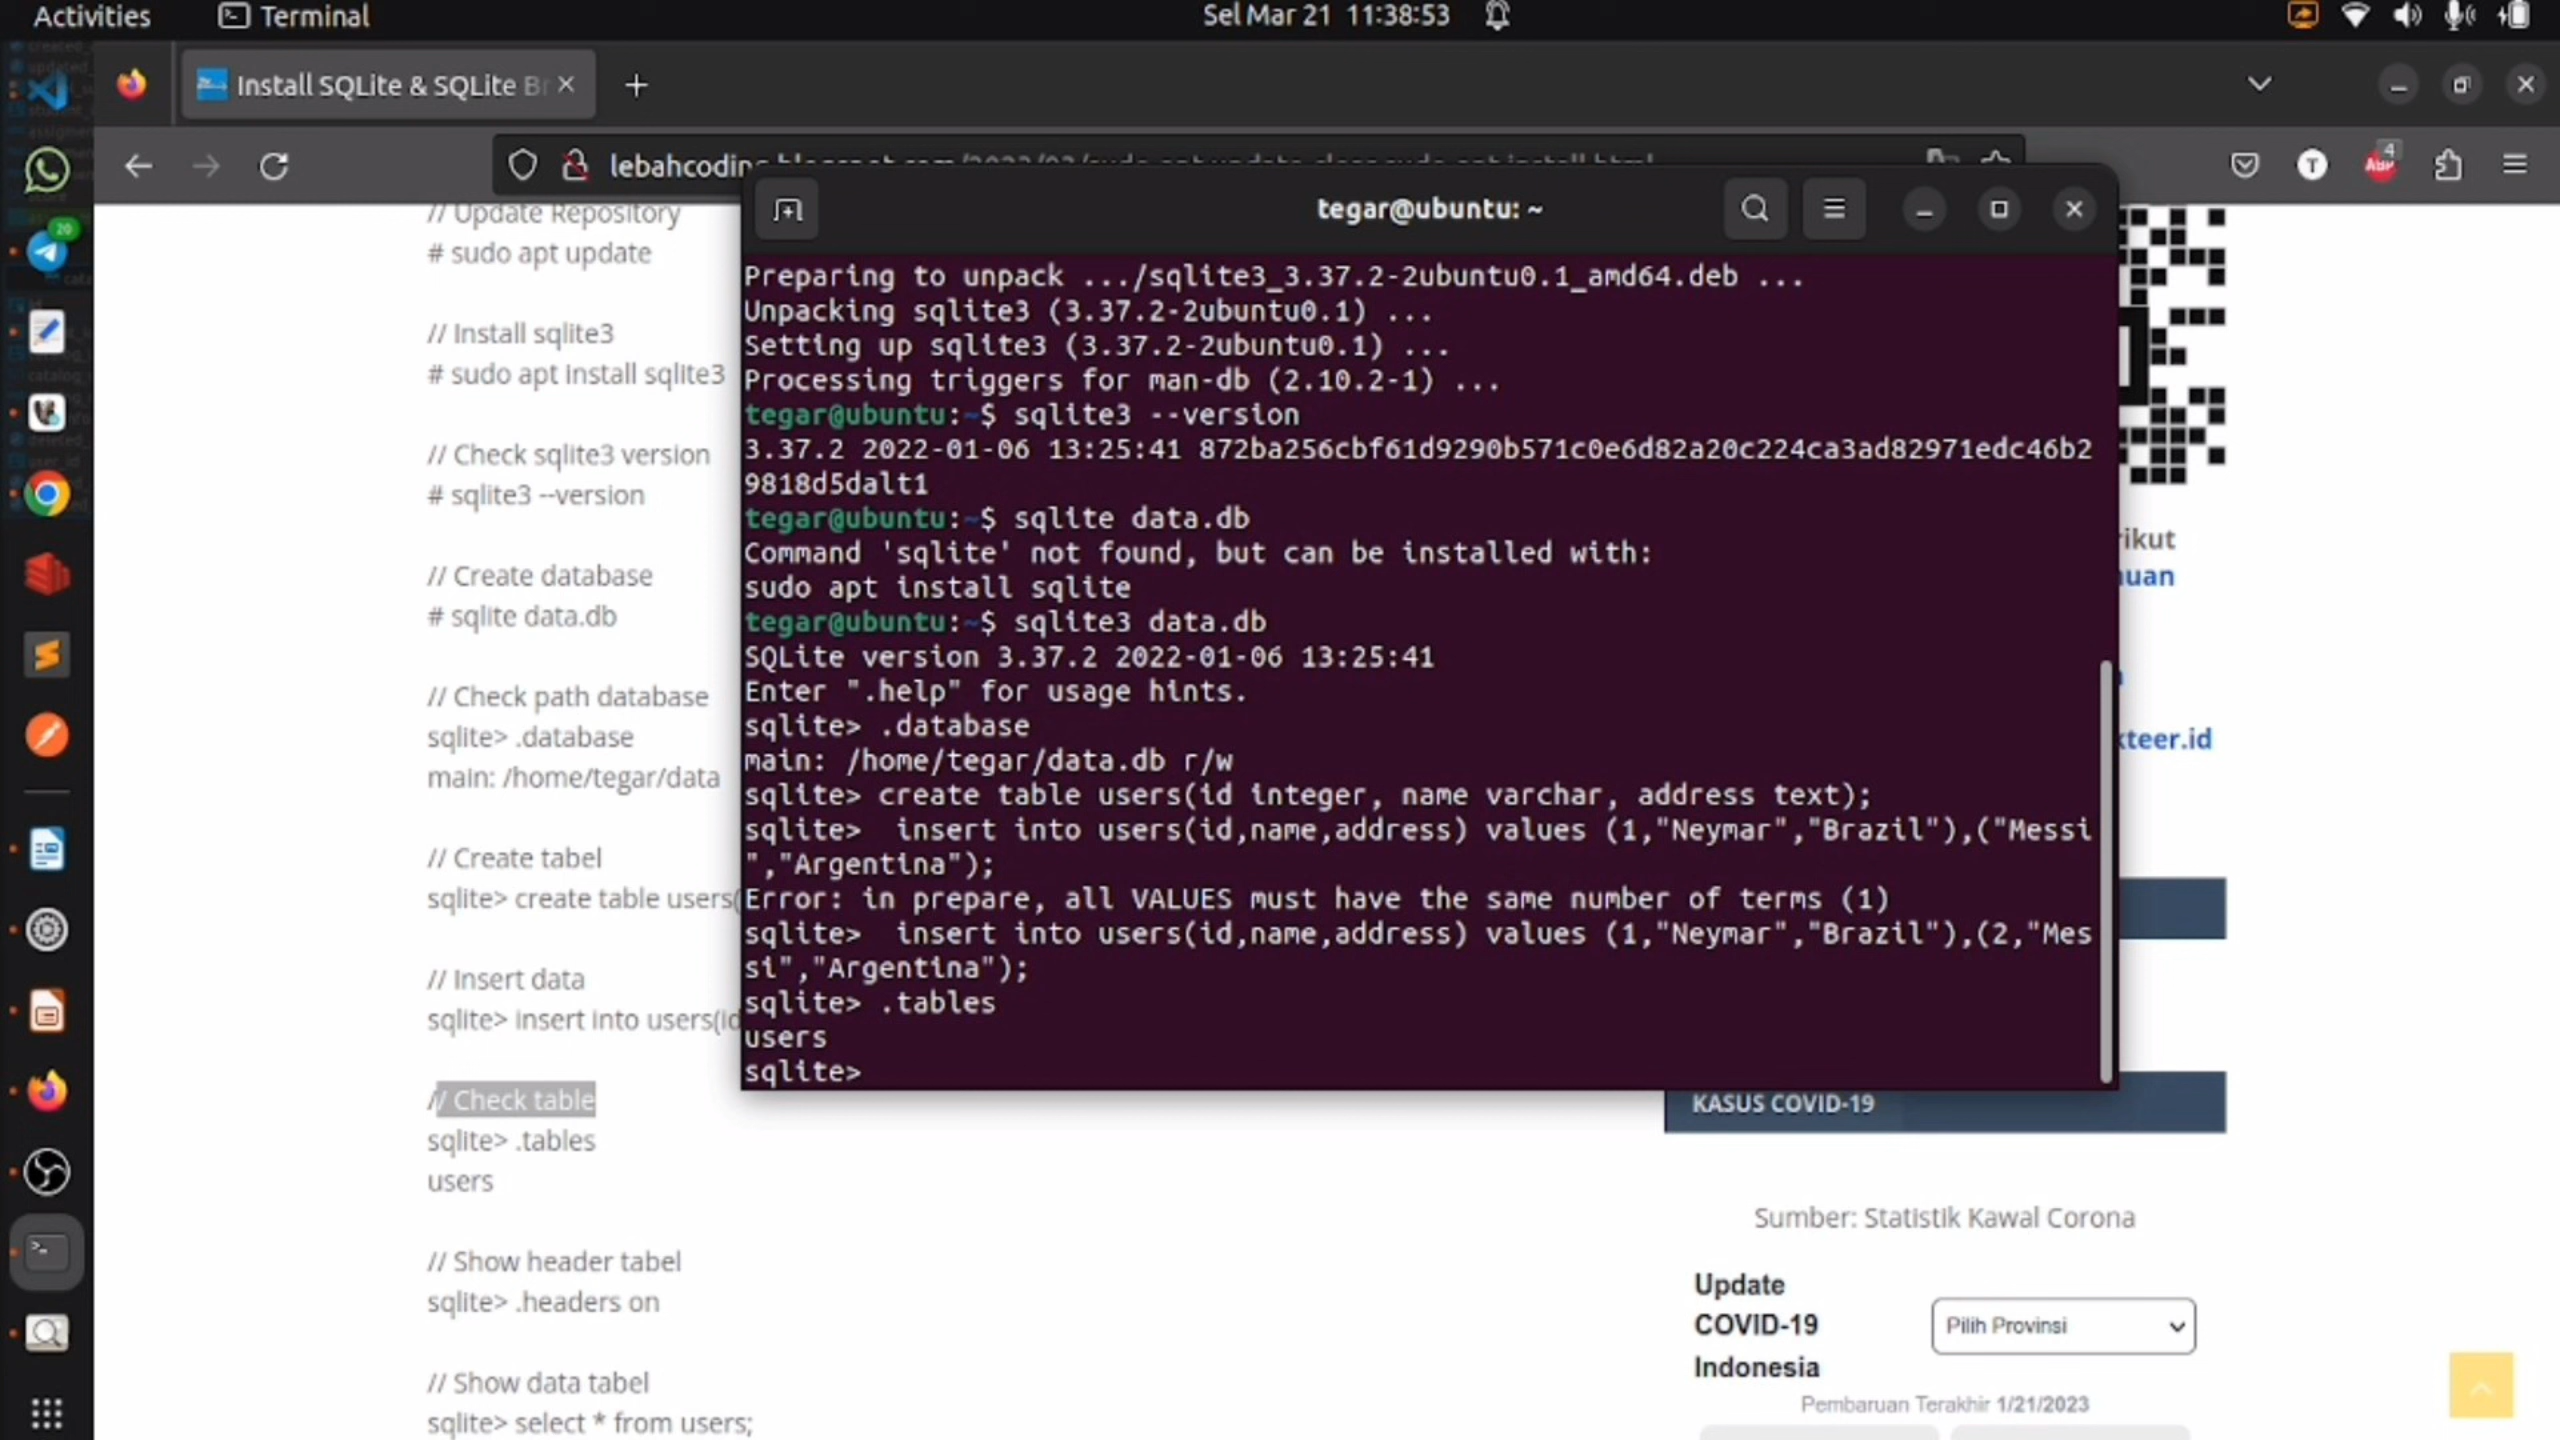 Activities
Terminal
Sel Mar 21 11:38:53
Install SQLite & SQLite Br
4
ABP
T
20
// Update Repository
# sudo apt update
// Install sqlite3
# sudo apt install sqlite3
// Check sqlite3 version
# sqlite3 --version
// Create database
# sqlite data.db
// Check path database
sqlite> .database
main: /home/tegar/data
// Create tabel
sqlite> create table users(
// Insert data
sqlite> insert into users(id
// Check table
sqlite> .tables
users
// Show header tabel
sqlite> .headers on
// Show data tabel
sqlite> select * from users;
tegar@ubuntu: ~
Preparing to unpack .../sqlite3_3.37.2-2ubuntu0.1_amd64.deb ...
Unpacking sqlite3 (3.37.2-2ubuntu0.1) ...
Setting up sqlite3 (3.37.2-2ubuntu0.1) ...
Processing triggers for man-db (2.10.2-1) ...
tegar@ubuntu:~$ sqlite3 --version
3.37.2 2022-01-06 13:25:41 872ba256cbf61d9290b571c0e6d82a20c224ca3ad82971edc46b2
9818d5dalt1
tegar@ubuntu:~$ sqlite data.db
Command 'sqlite' not found, but can be installed with:
sudo apt install sqlite
tegar@ubuntu:~$ sqlite3 data.db
SQLite version 3.37.2 2022-01-06 13:25:41
Enter ".help" for usage hints.
sqlite> .database
main: /home/tegar/data.db r/w
sqlite> create table users(id integer, name varchar, address text);
sqlite>  insert into users(id,name,address) values (1,"Neymar","Brazil"),("Messi
","Argentina");
Error: in prepare, all VALUES must have the same number of terms (1)
sqlite>  insert into users(id,name,address) values (1,"Neymar","Brazil"),(2,"Mes
si","Argentina");
sqlite> .tables
users
sqlite>
rikut
uan
kteer.id
KASUS COVID-19
Sumber: Statistik Kawal Corona
Update
COVID-19
Indonesia
Pilih Provinsi
Pembaruan Terakhir 1/21/2023